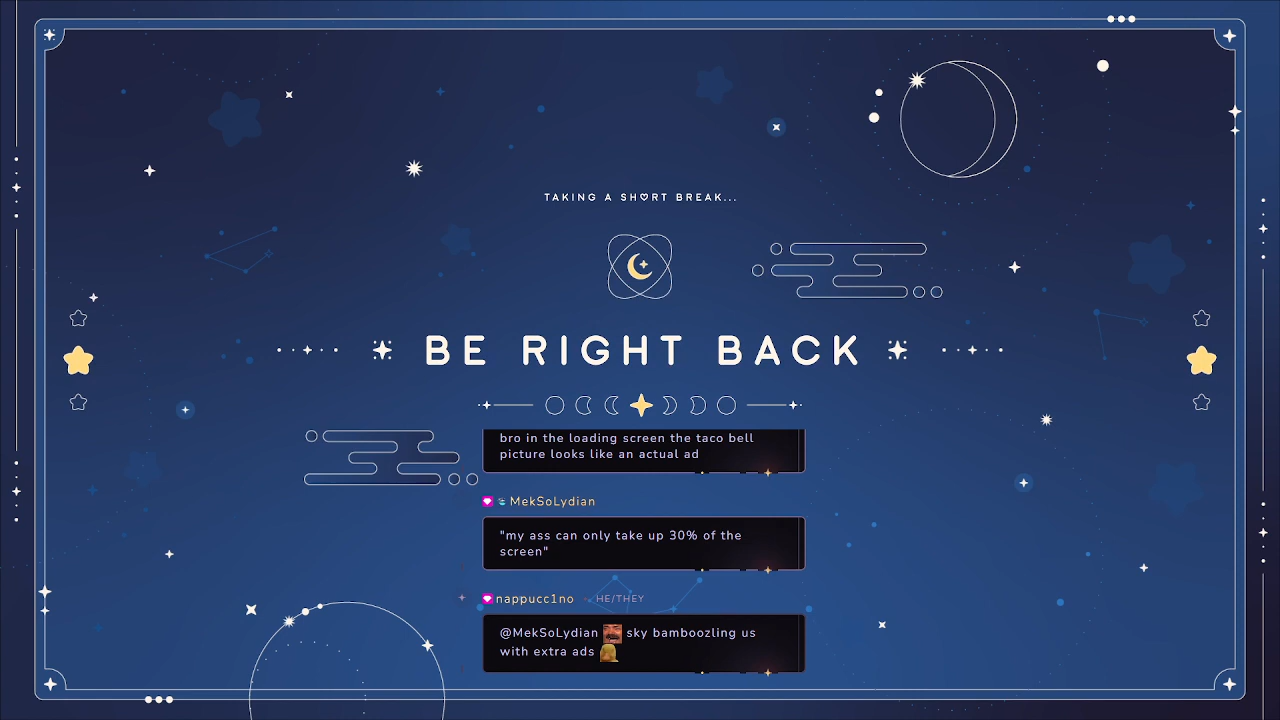 TAKING A SHORT BREAK...
BE RIGHT BACK
bro in the loading screen the taco bell
picture looks like an actual ad
MekSoLydian
"my ass can only take up 30% of the
screen"
nappucc1no HE/THEY
@MekSoLydian sky bamboozling us
with extra ads